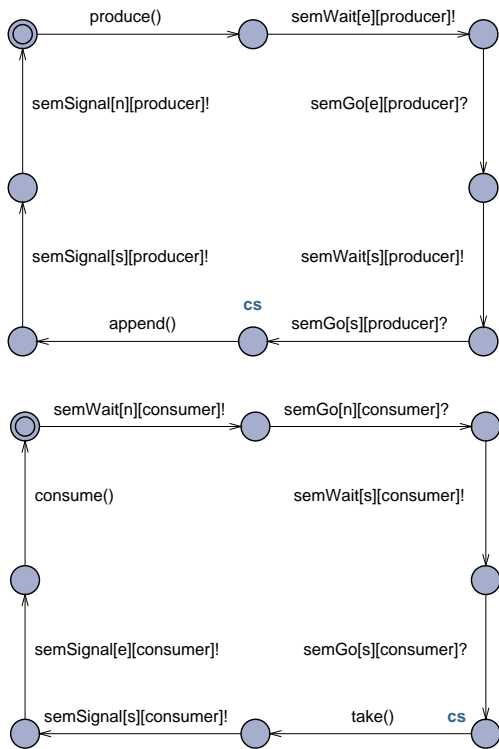 produce()
semWait[e][producer]!
semSignal[n][producer]!
semGo[e][producer]?
semSignal[s][producer]!
semWait[s][producer]!
cs
append()
semGo[s][producer]?
semWait[n][consumer]!
semGo[n][consumer]?
consume()
semWait[s][consumer]!
semSignal[e][consumer]!
semGo[s][consumer]?
semSignal[s][consumer]!
take()
cs